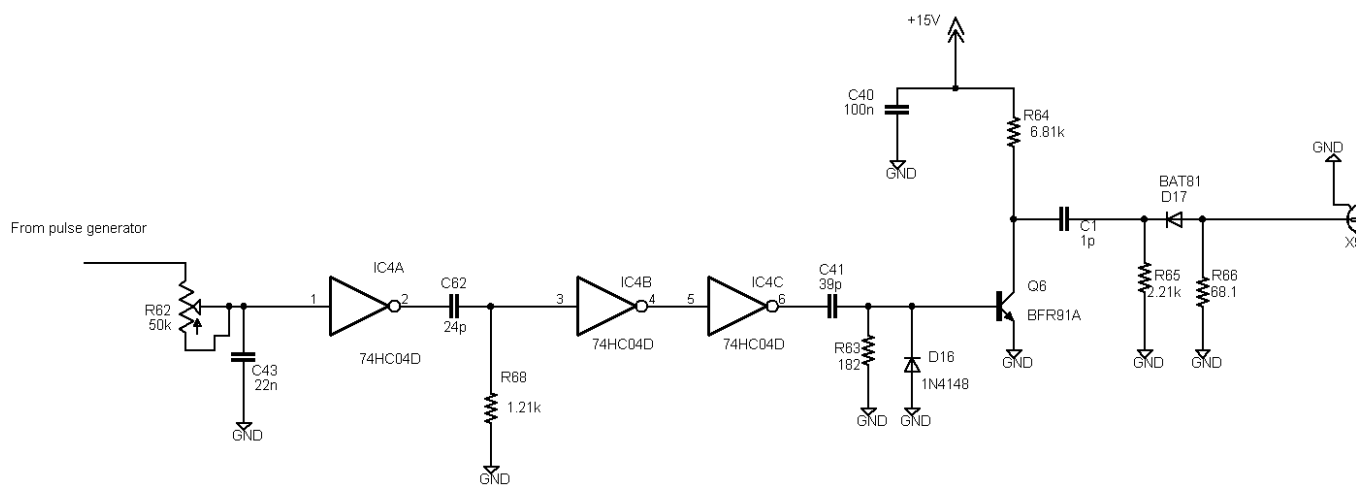 +15V
C40
100n
R64
6.81k
GND
GND
BAT81
D17
From pulse generator
C1
1p
IC4A
C62
IC4B
IC4C
C41
39p
Q6
R65
2.21k
R66
68.1
R62
50k
1
2
3
4
5
6
24p
BFR91A
74HC04D
74HC04D
74HC04D
R63
182
D16
1N4148
C43
22n
R68
1.21k
GND
GND
GND
GND
GND
GND
GND